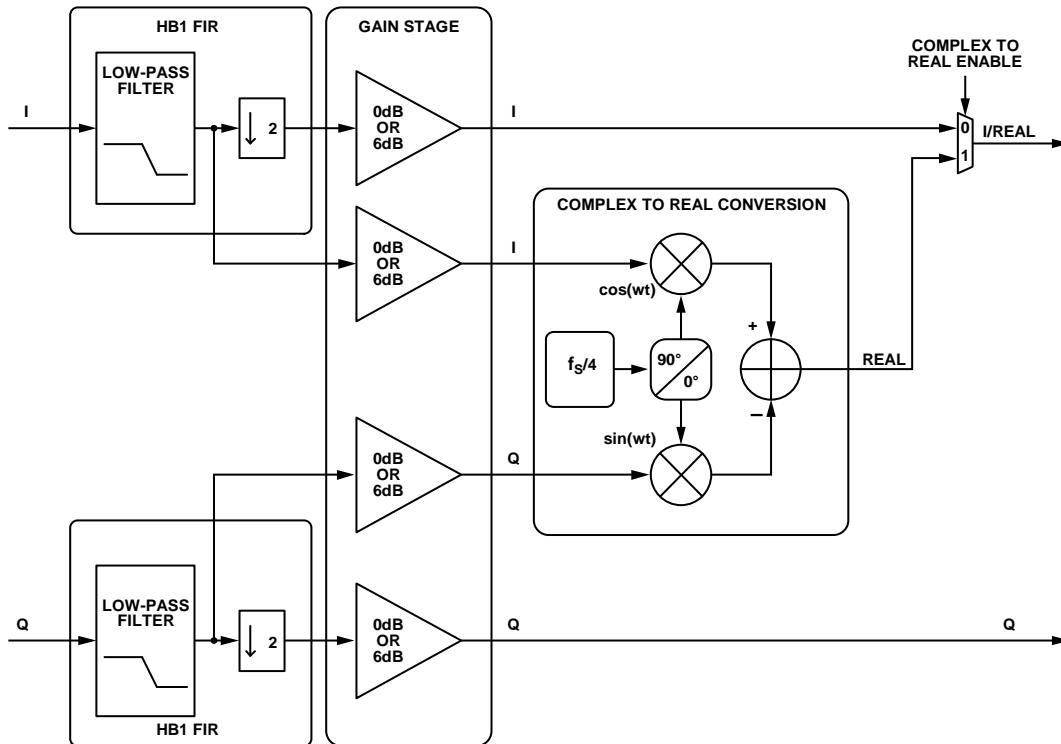 HB1 FIR
GAIN STAGE
LOW-PASS
FILTER
I
2
0dB
OR
6dB
I
COMPLEX TO
REAL ENABLE
0
1
I/REAL
0dB
OR
6dB
I
COMPLEX TO REAL CONVERSION
cos(wt)
fS/4
90°
0°
+
–
REAL
sin(wt)
0dB
OR
6dB
Q
LOW-PASS
FILTER
Q
2
0dB
OR
6dB
Q
Q
HB1 FIR